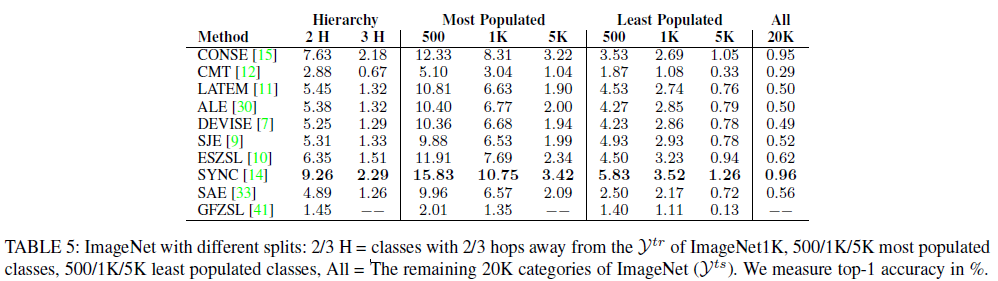 Hierarchy Most Populated Least Populated All
Method 2 H 3 H 500 1K 5K 500 1K 5K 20K
CONSE [15] 7.63 2.18 12.33 8.31 3.22 3.53 2.69 1.05 0.95
CMT [12] 2.88 0.67 5.10 3.04 1.04 1.87 1.08 0.33 0.29
LATEM [11] 5.45 1.32 10.81 6.63 1.90 4.53 2.74 0.76 0.50
ALE [30] 5.38 1.32 10.40 6.77 2.00 4.27 2.85 0.79 0.50
DEVISE [7] 5.25 1.29 10.36 6.68 1.94 4.23 2.86 0.78 0.49
SJE [9] 5.31 1.33 9.88 6.53 1.99 4.93 2.93 0.78 0.52
ESZSL [10] 6.35 1.51 11.91 7.69 2.34 4.50 3.23 0.94 0.62
SYNC [14] 9.26 2.29 15.83 10.75 3.42 5.83 3.52 1.26 0.96
SAE [33] 4.89 1.26 9.96 6.57 2.09 2.50 2.17 0.72 0.56
GFZSL [41] 1.45 −− 2.01 1.35 −− 1.40 1.11 0.13 −−
TABLE 5: ImageNet with different splits: 2/3 H = classes with 2/3 hops away from the 𝒴^tr of ImageNet1K, 500/1K/5K most populated
classes, 500/1K/5K least populated classes, All = The remaining 20K categories of ImageNet (𝒴^ts). We measure top-1 accuracy in %.